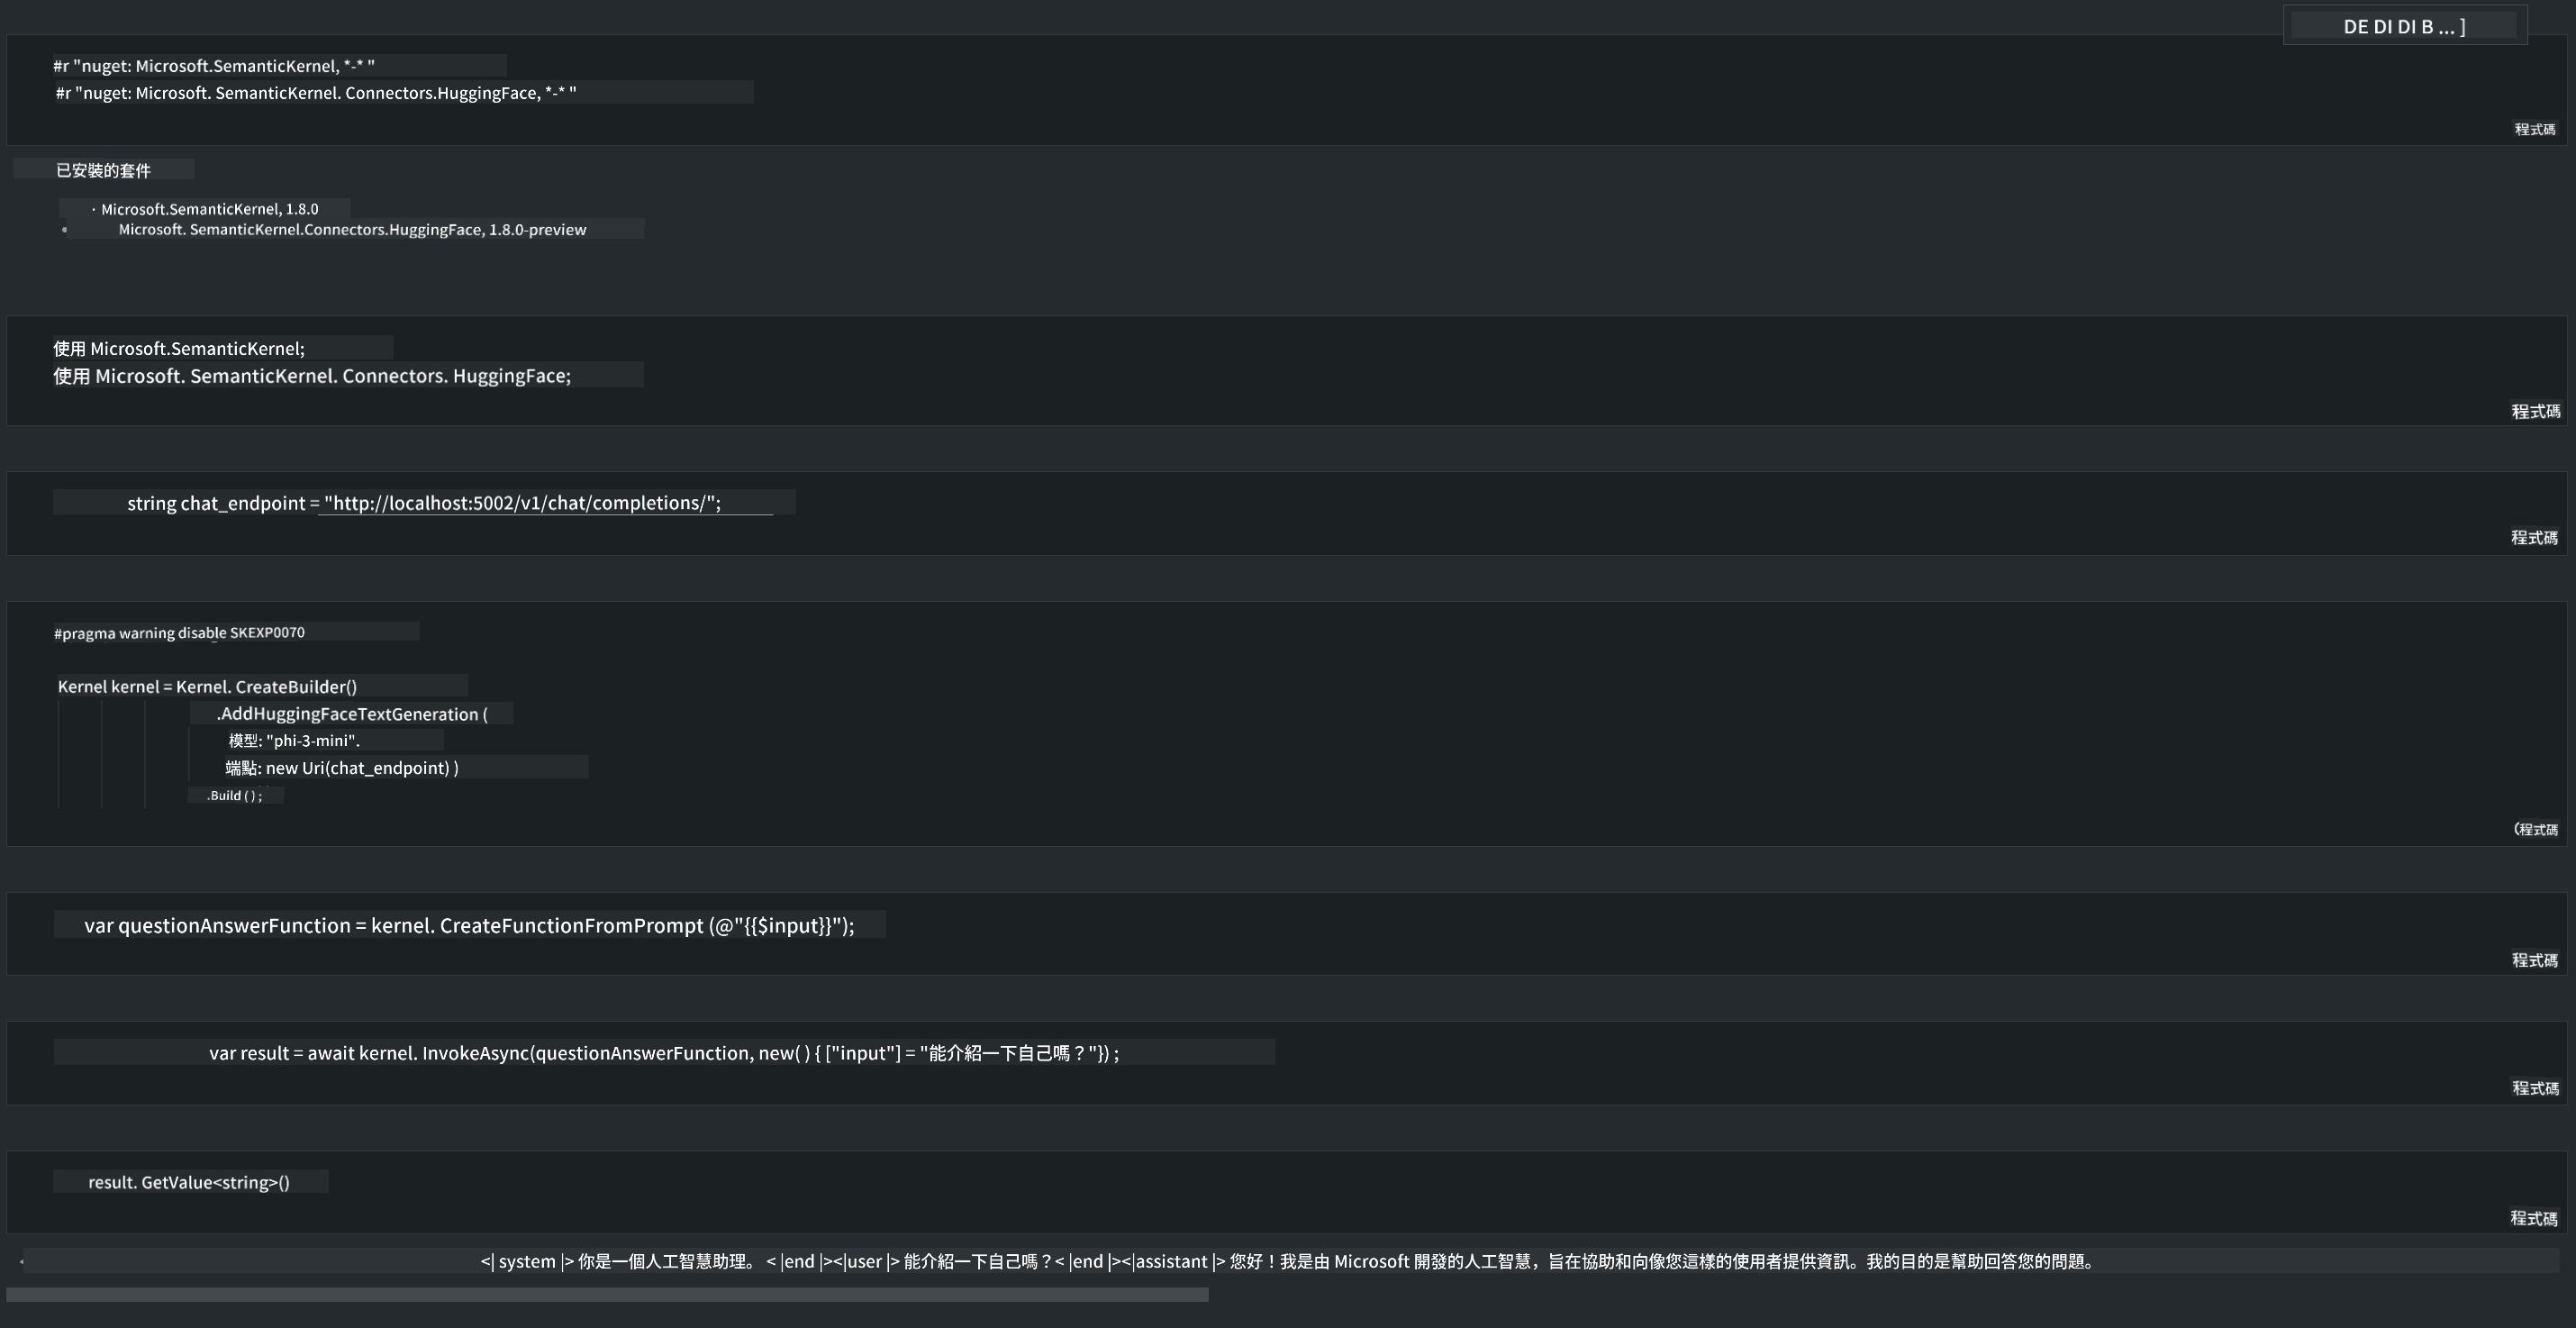 DE DI DI B ... ]
#r "nuget: Microsoft.SemanticKernel, *-* "
#r "nuget: Microsoft. SemanticKernel. Connectors.HuggingFace, *-* "
程式碼
已安裝的套件
· Microsoft.SemanticKernel, 1.8.0
Microsoft. SemanticKernel.Connectors.HuggingFace, 1.8.0-preview
使用 Microsoft.SemanticKernel;
使用 Microsoft. SemanticKernel. Connectors. HuggingFace;
程式碼
string chat_endpoint = "http://localhost:5002/v1/chat/completions/";
程式碼
#pragma warning disable SKEXP0070
Kernel kernel = Kernel. CreateBuilder()
.AddHuggingFaceTextGeneration (
模型: "phi-3-mini".
端點: new Uri(chat_endpoint) )
.Build ( ) ;
(程式碼
var questionAnswerFunction = kernel. CreateFunctionFromPrompt (@"{{$input}}");
程式碼
var result = await kernel. InvokeAsync(questionAnswerFunction, new( ) { ["input"] = "能介紹一下自己嗎？"}) ;
程式碼
result. GetValue<string>()
程式碼
<| system |> 你是一個人工智慧助理。 < |end |><|user |> 能介紹一下自己嗎？< |end |><|assistant |> 您好！我是由 Microsoft 開發的人工智慧，旨在協助和向像您這樣的使用者提供資訊。我的目的是幫助回答您的問題。